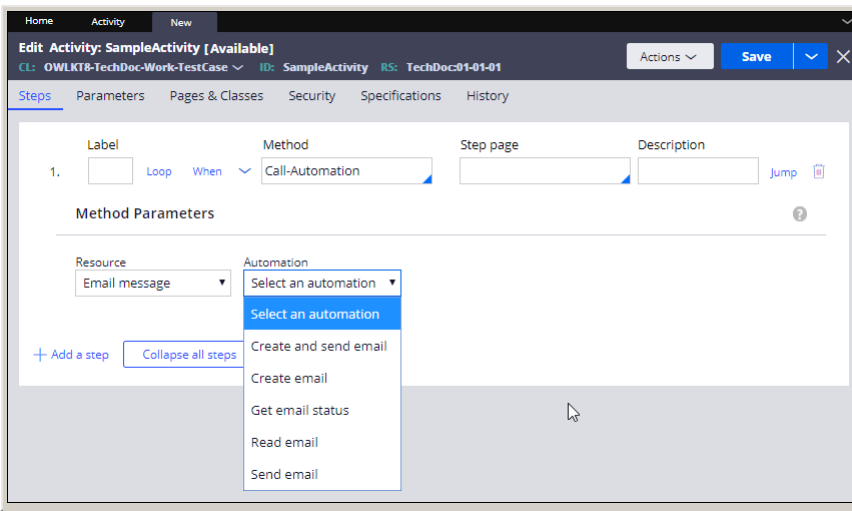 Home Activity New
Edit Activity: SampleActivity [Available]
CL: OWLKT8-TechDoc-Work-TestCase ID: SampleActivity RS: TechDoc:01-01-01
Actions Save
Steps Parameters Pages & Classes Security Specifications History
Label Method Step page Description
1. Loop When Call-Automation Jump
Method Parameters
Resource Automation
Email message Select an automation
Select an automation
Create and send email
+ Add a step Collapse all steps
Create email
Get email status
Read email
Send email